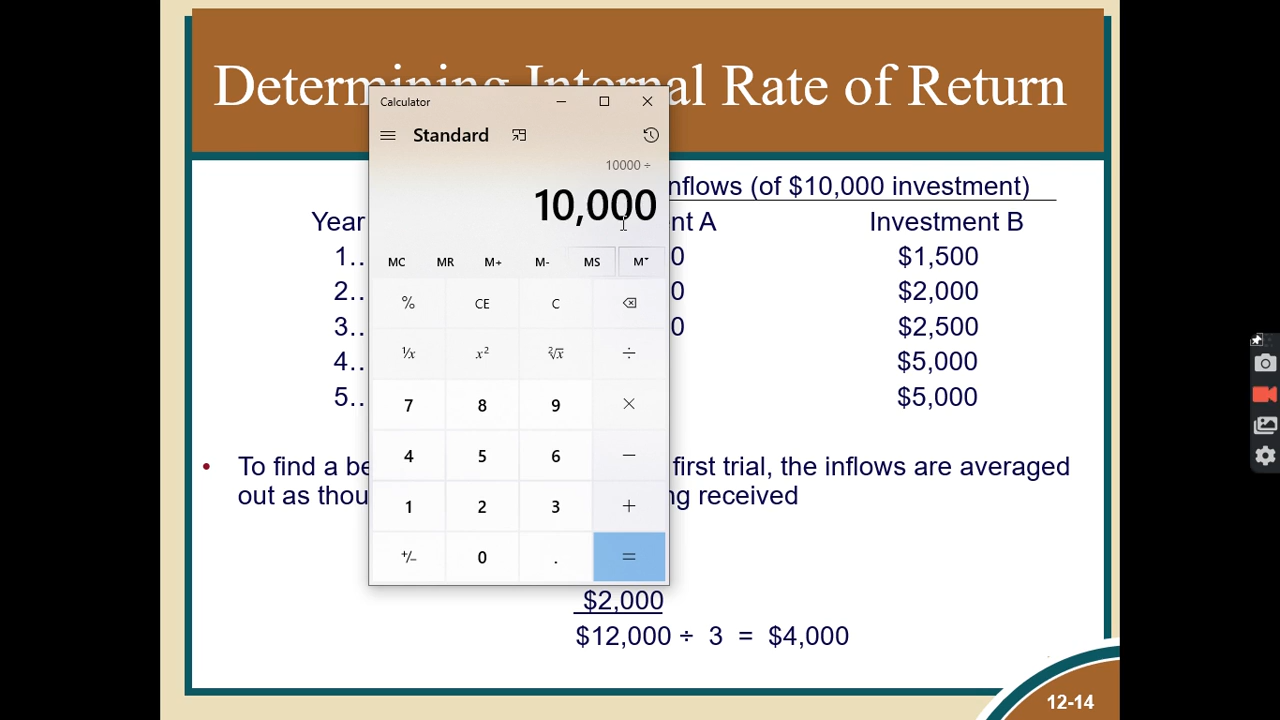 Determining Internal Rate of Return
Calculator
Standard
10000 ÷
10,000
MC MR M+ M- MS M˅
% CE C
¹/x x² ²√x ÷
7 8 9 ×
4 5 6 −
1 2 3 +
+/− 0 . =
nflows (of $10,000 investment)
Year nt A Investment B
1.. 0 $1,500
2.. 0 $2,000
3.. 0 $2,500
4.. $5,000
5.. $5,000
• To find a be first trial, the inflows are averaged
out as thou ng received
$2,000
$12,000 ÷ 3 = $4,000
12-14